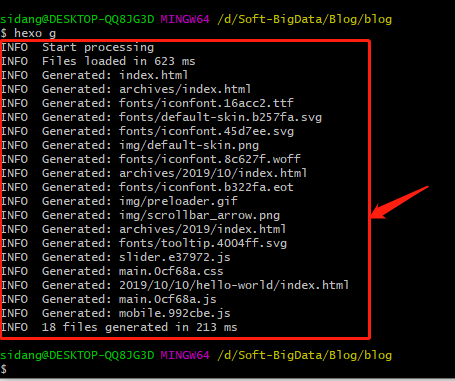 sidang@DESKTOP-QQ8JG3D MINGW64 /d/Soft-BigData/Blog/blog
$ hexo g
INFO  Start processing
INFO  Files loaded in 623 ms
INFO  Generated: index.html
INFO  Generated: archives/index.html
INFO  Generated: fonts/iconfont.16acc2.ttf
INFO  Generated: fonts/default-skin.b257fa.svg
INFO  Generated: fonts/iconfont.45d7ee.svg
INFO  Generated: img/default-skin.png
INFO  Generated: fonts/iconfont.8c627f.woff
INFO  Generated: archives/2019/10/index.html
INFO  Generated: fonts/iconfont.b322fa.eot
INFO  Generated: img/preloader.gif
INFO  Generated: img/scrollbar_arrow.png
INFO  Generated: archives/2019/index.html
INFO  Generated: fonts/tooltip.4004ff.svg
INFO  Generated: slider.e37972.js
INFO  Generated: main.0cf68a.css
INFO  Generated: 2019/10/10/hello-world/index.html
INFO  Generated: main.0cf68a.js
INFO  Generated: mobile.992cbe.js
INFO  18 files generated in 213 ms
sidang@DESKTOP-QQ8JG3D MINGW64 /d/Soft-BigData/Blog/blog
$